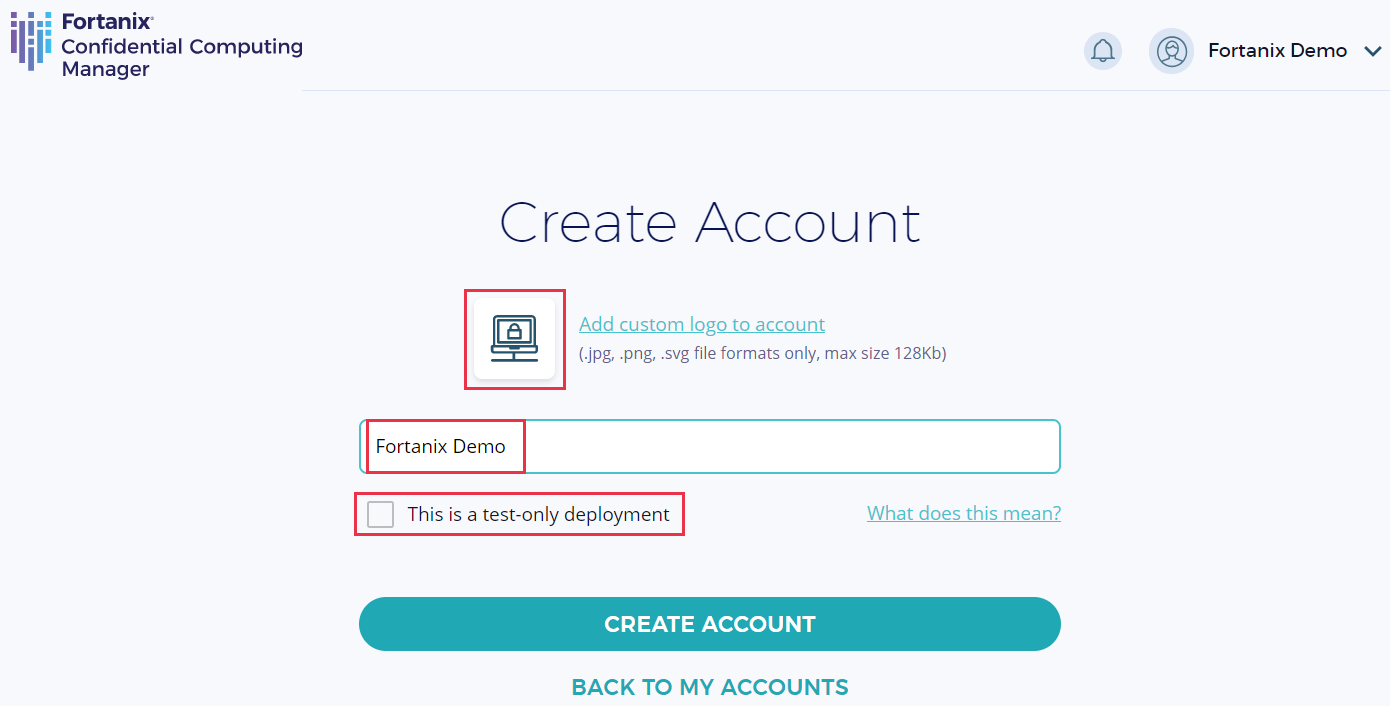 Fortanix
Confidential Computing
Manager
Fortanix Demo
Create Account
Add custom logo to account
(.jpg, .png, .svg file formats only, max size 128Kb)
Fortanix Demo
This is a test-only deployment
What does this mean?
CREATE ACCOUNT
BACK TO MY ACCOUNTS